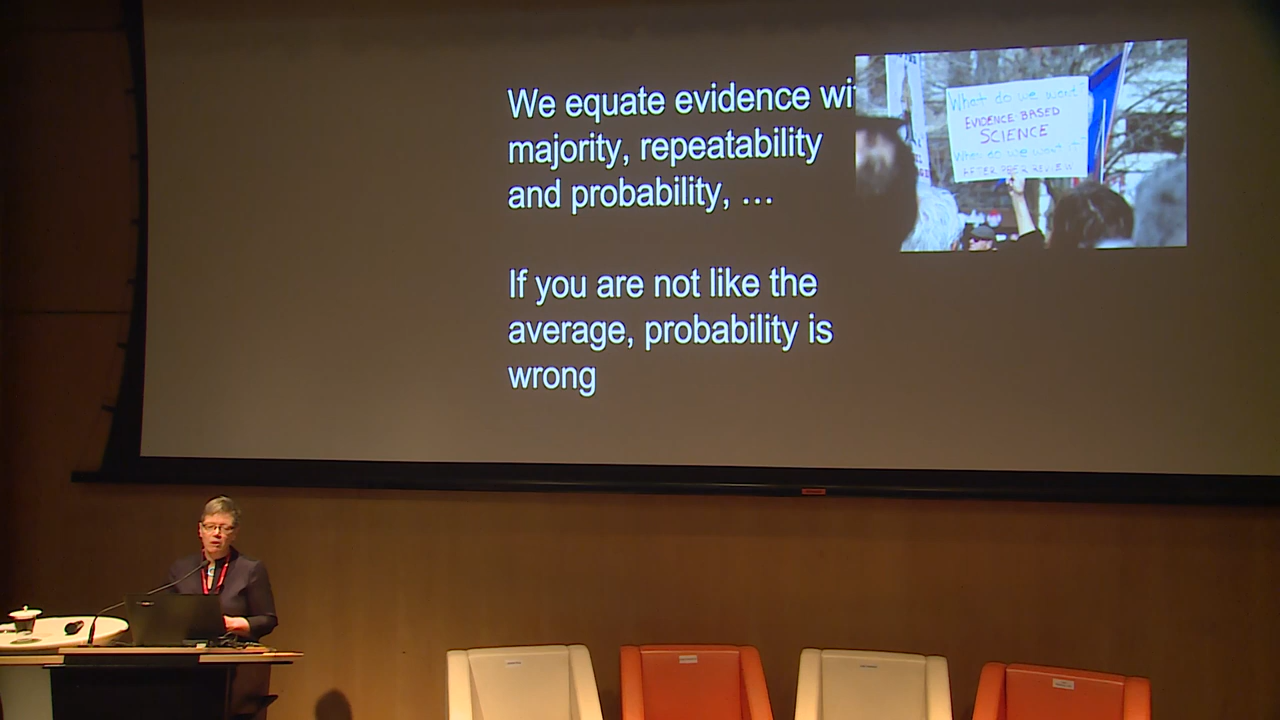 We equate evidence wi
majority, repeatability
and probability, …
If you are not like the
average, probability is
wrong
What do we want?
EVIDENCE BASED
SCIENCE
When do we want it?
AFTER PEER REVIEW